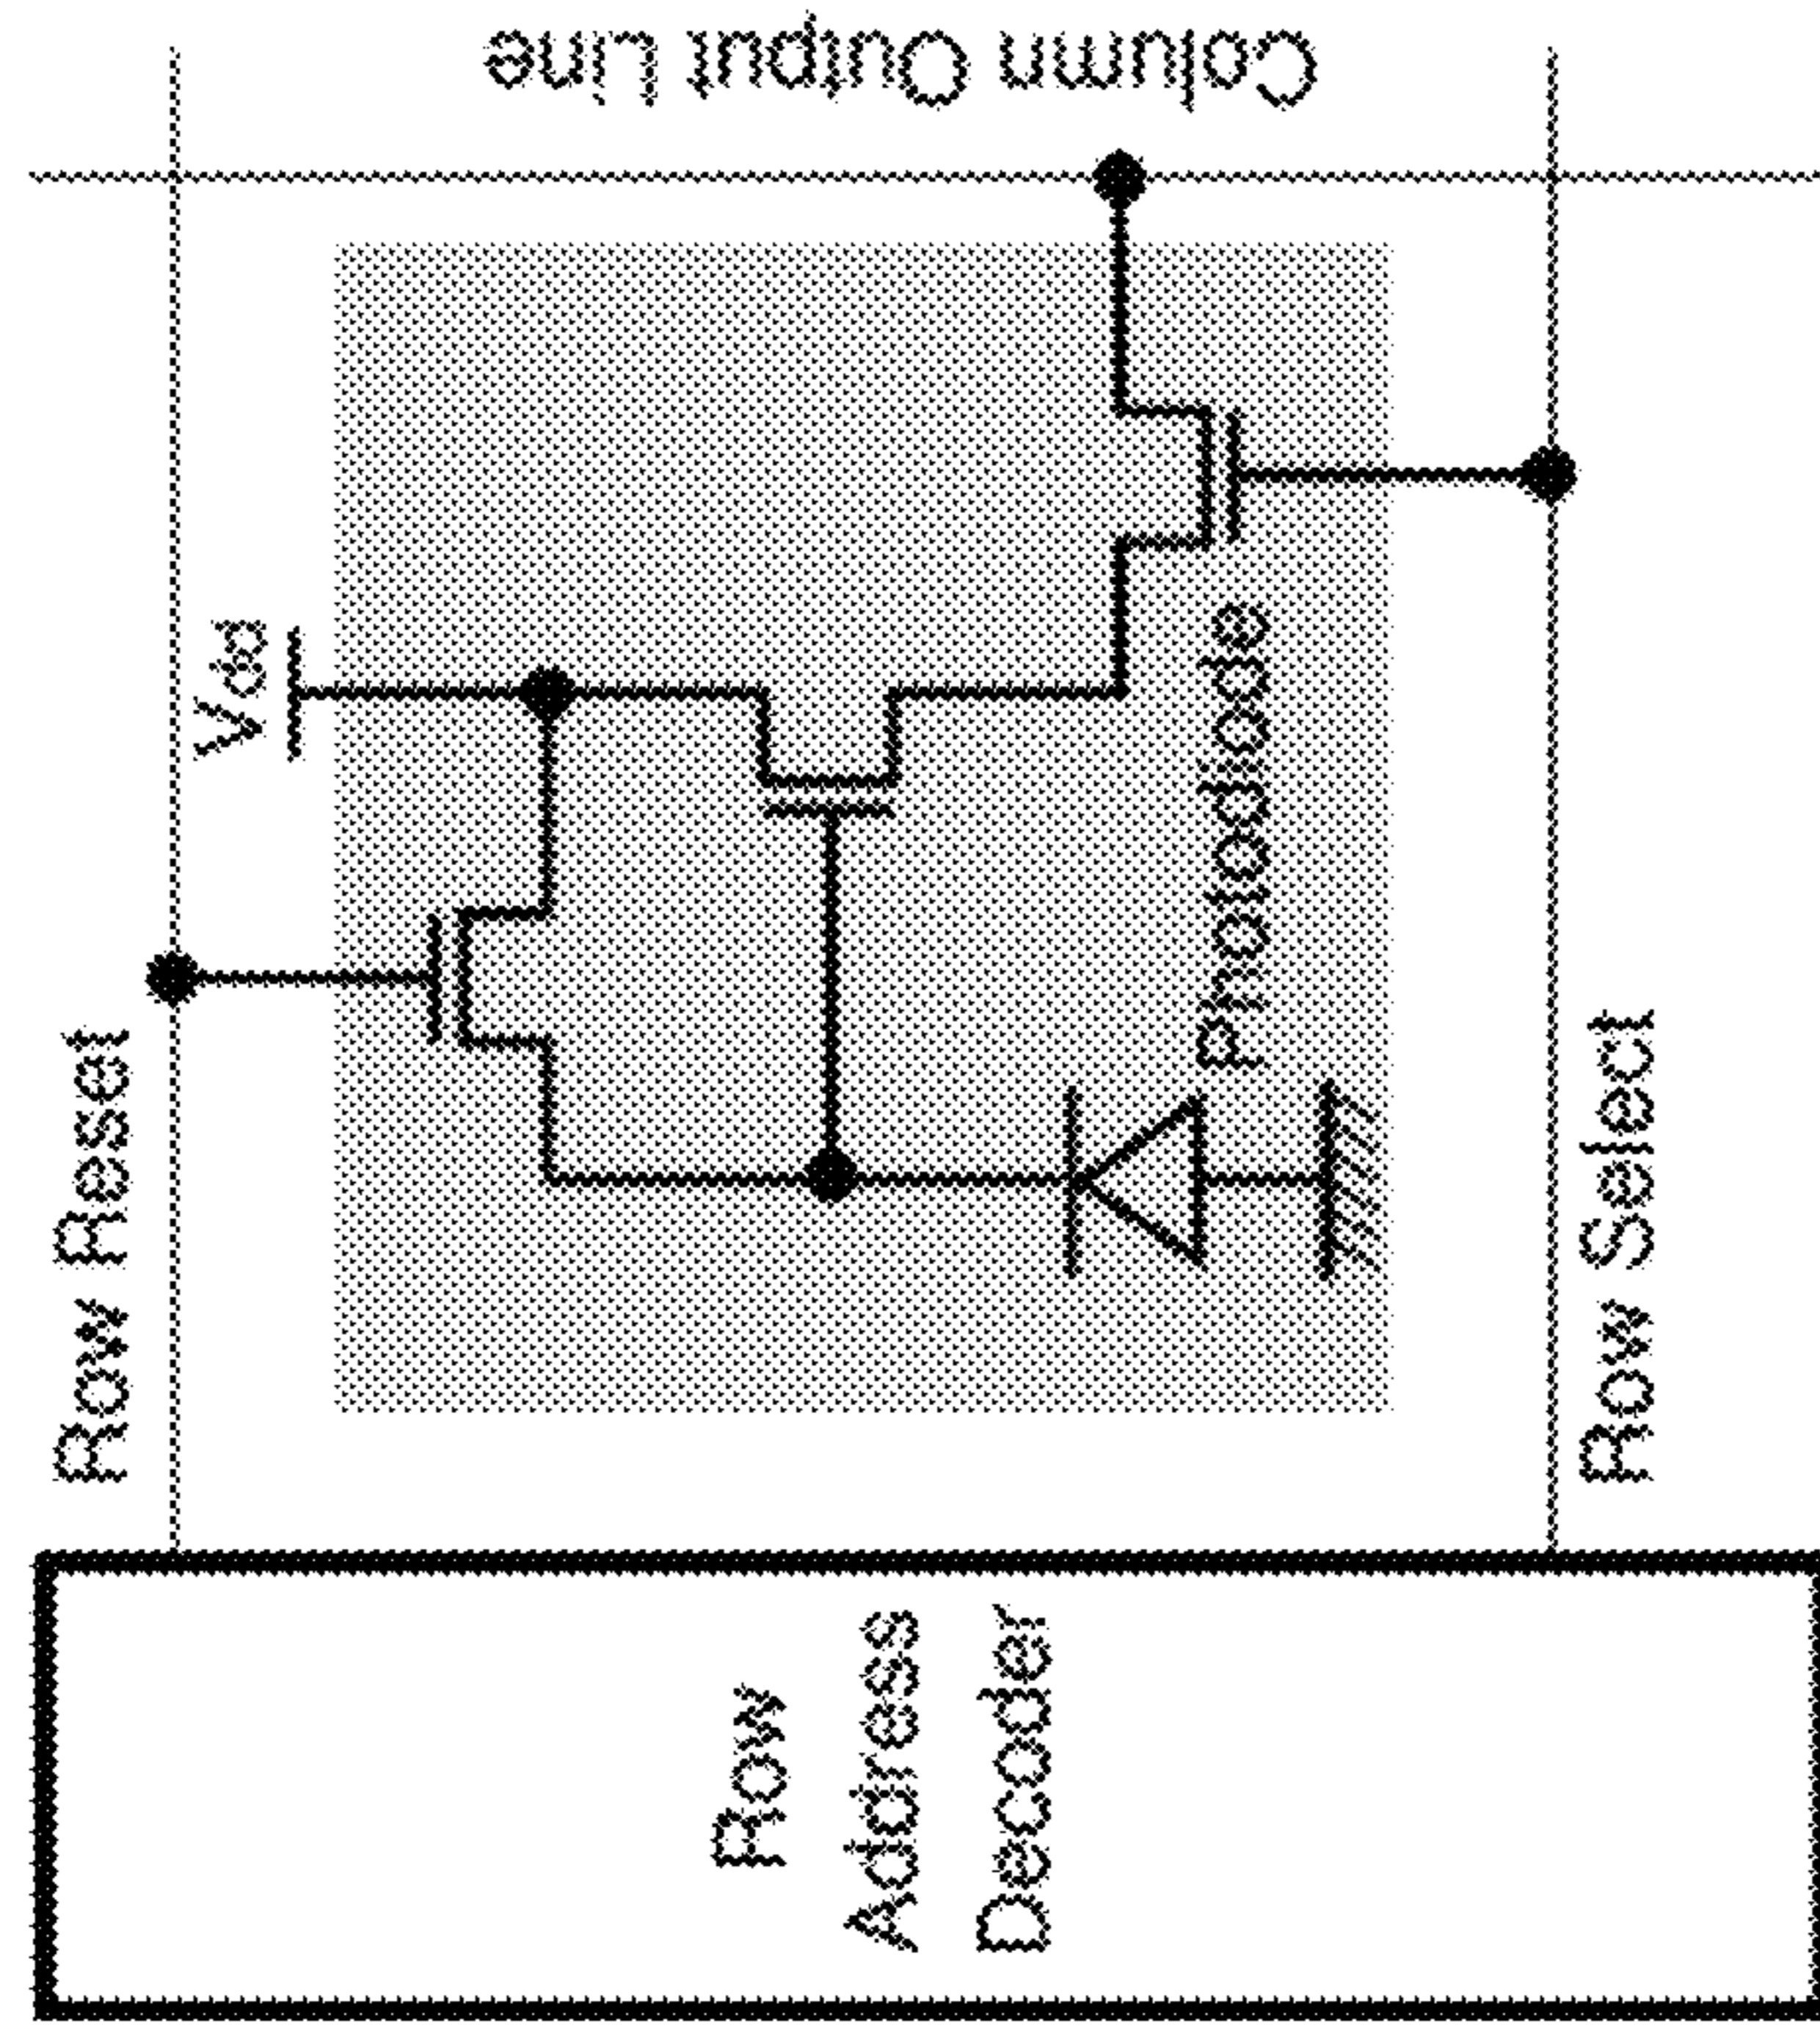 Row Reset
Vdd
Column Output Line
Photodiode
Row
Address
Decoder
Row Select